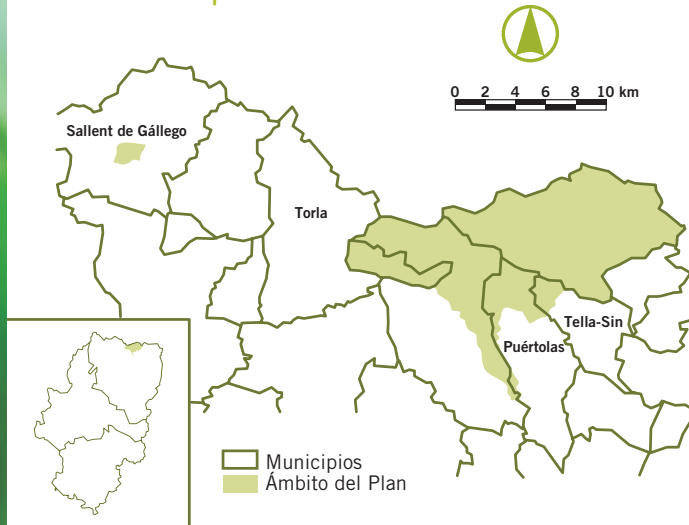 0 2 4 6 8 10 km
Sallent de Gállego
Torla
Tella-Sin
Puértolas
Municipios
Ámbito del Plan